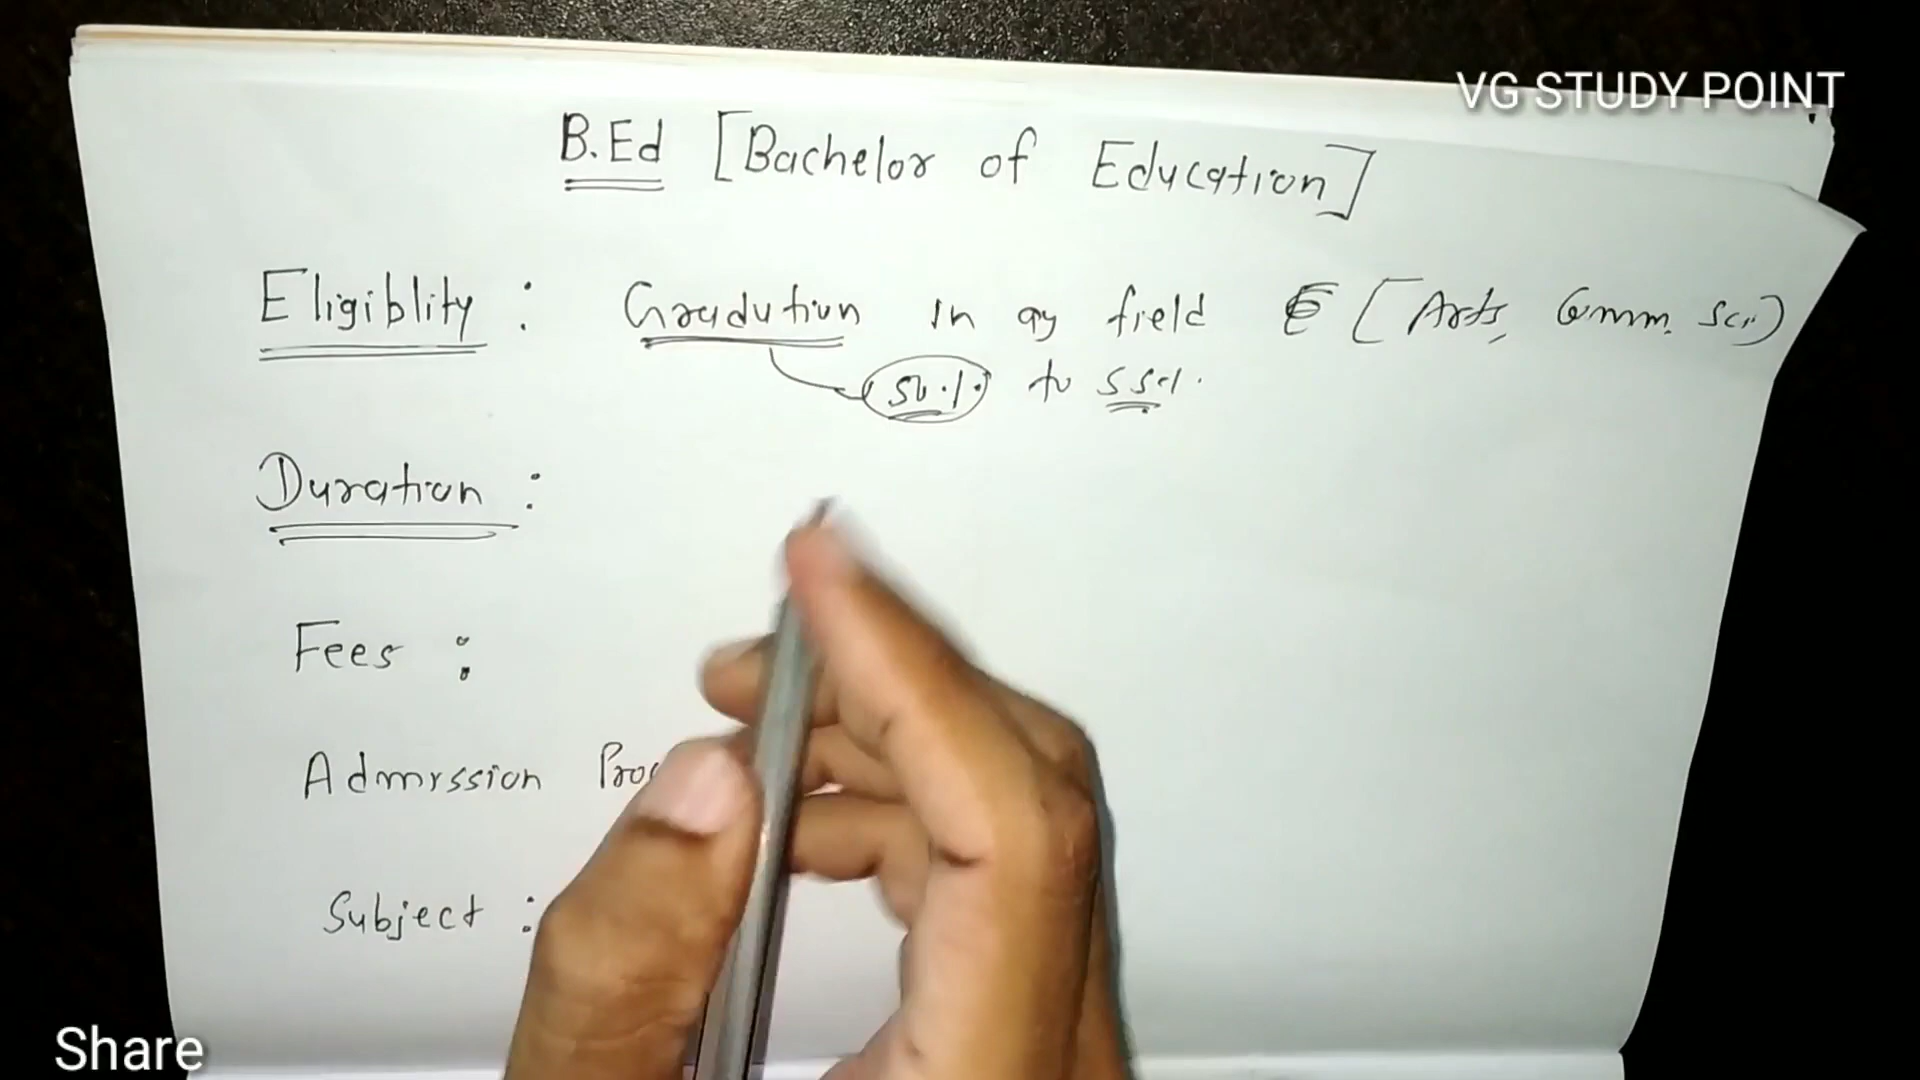 VG STUDY POINT
B.Ed [Bachelor of Education]
Eligiblity : Gradution in ay field [Arts, Comm. Sci)
50% to 55%.
Duration :
Fees :
Admission Proc
Subject :
Share